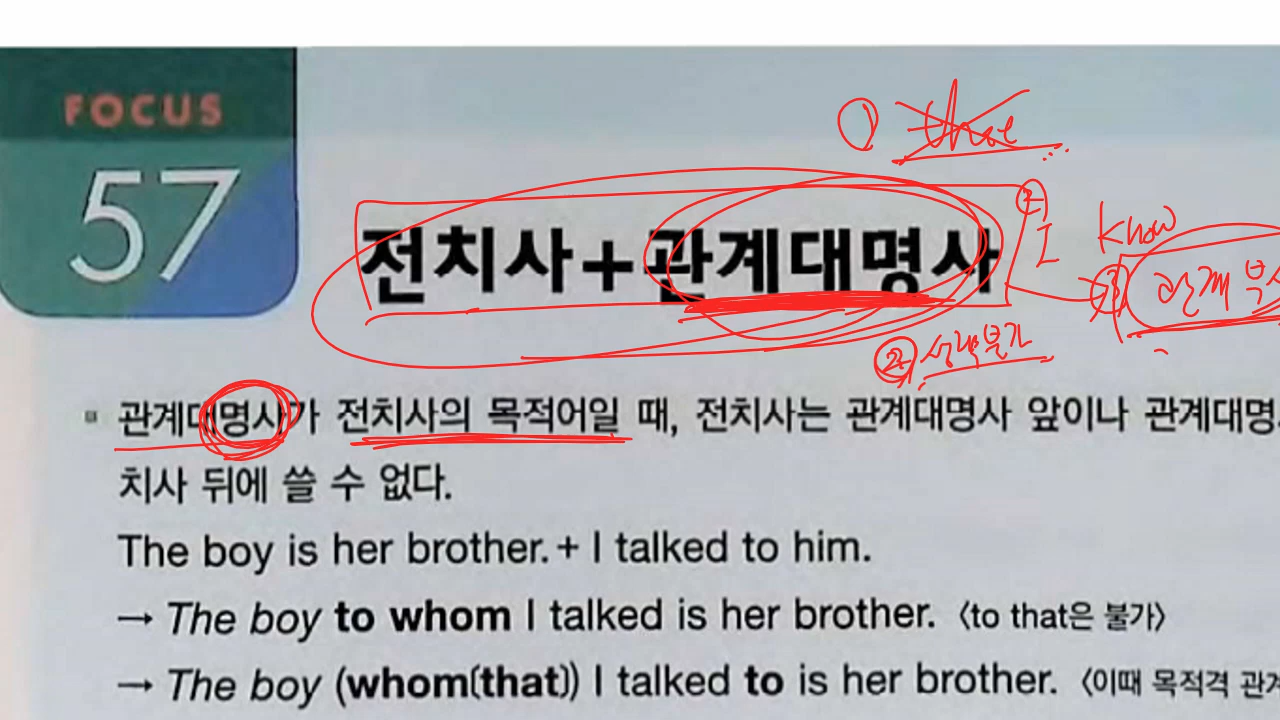 FOCUS
57
① that
전치사+관계대명사
know
관계부
② 생략불가
관계대명사가 전치사의 목적어일 때, 전치사는 관계대명사 앞이나 관계대명
치사 뒤에 쓸 수 없다.
The boy is her brother. + I talked to him.
→ The boy to whom I talked is her brother. 〈to that은 불가〉
→ The boy (whom(that)) I talked to is her brother. 〈이때 목적격 관계